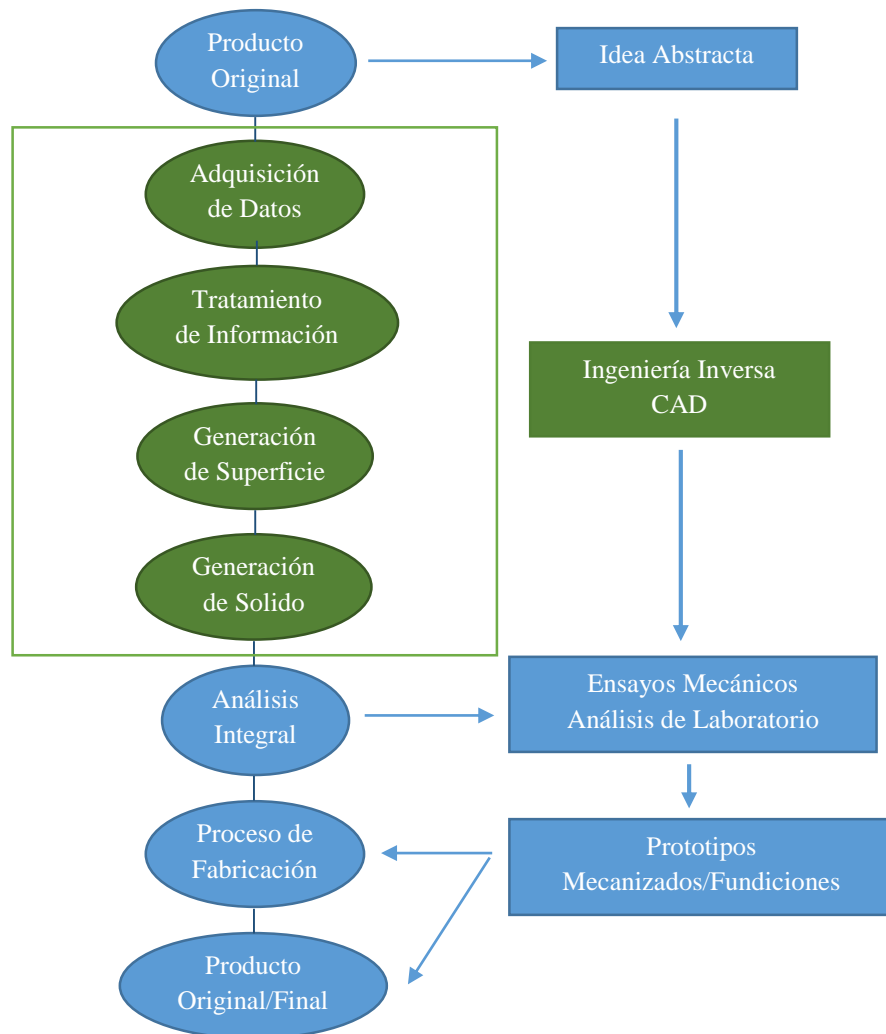 Producto
Original
Idea Abstracta
Adquisición
de Datos
Tratamiento
de Información
Ingeniería Inversa
CAD
Generación
de Superficie
Generación
de Solido
Análisis
Integral
Ensayos Mecánicos
Análisis de Laboratorio
Proceso de
Fabricación
Prototipos
Mecanizados/Fundiciones
Producto
Original/Final